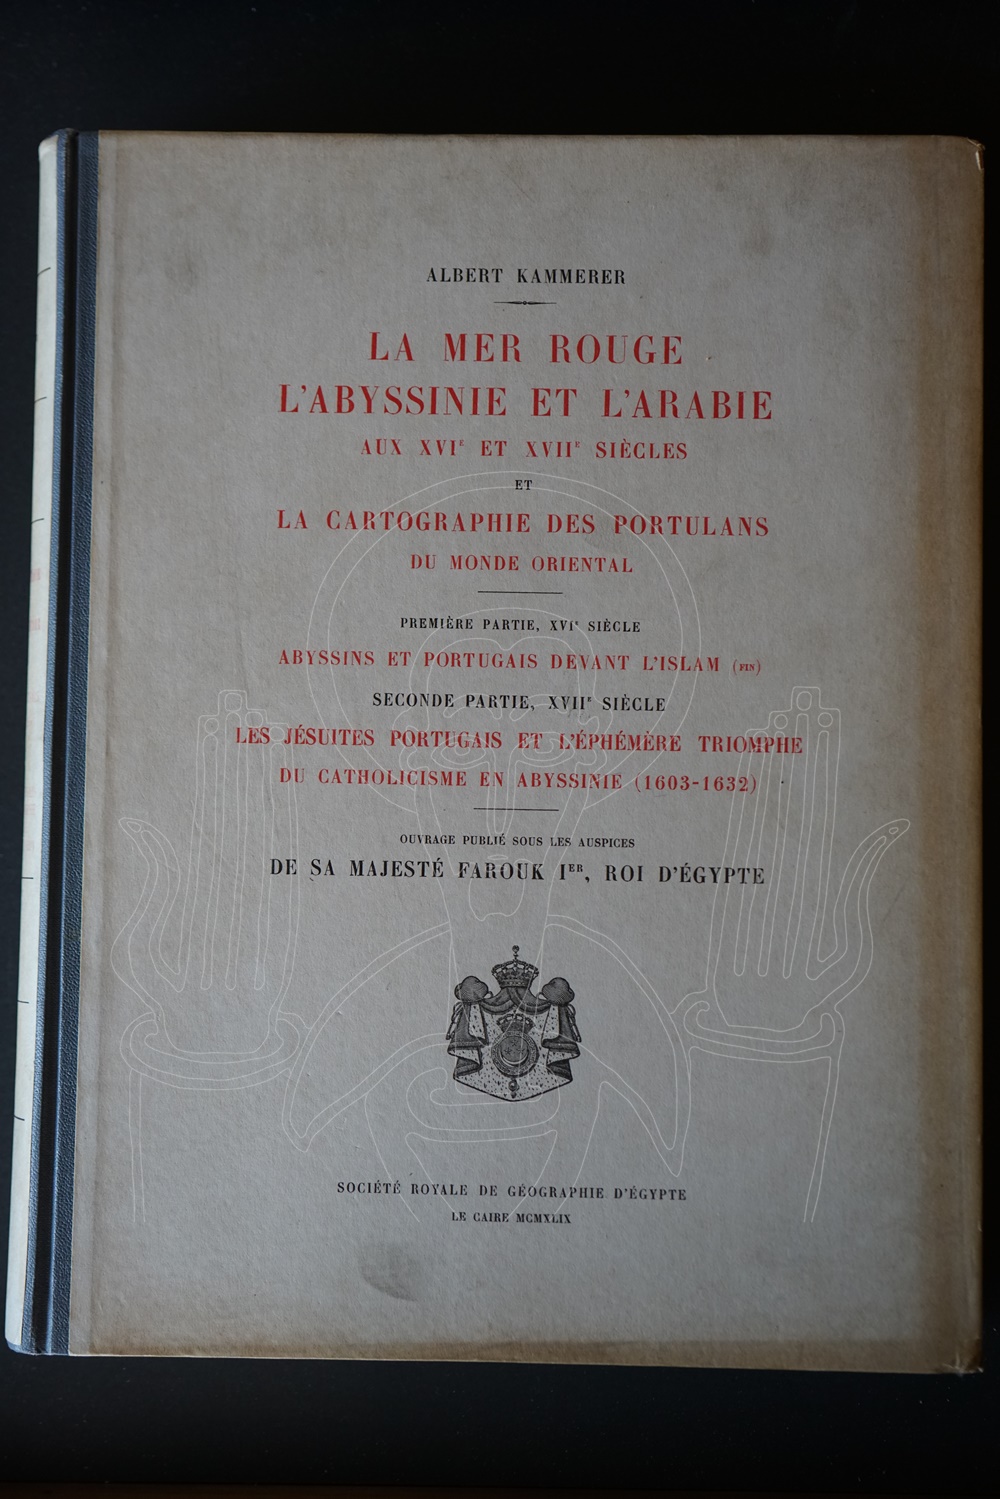 ALBERT KAMMERER
LA MER ROUGE
L'ABYSSINIE ET L'ARABIE
AUX XVIE ET XVIIE SIÈCLES
ET
LA CARTOGRAPHIE DES PORTULANS
DU MONDE ORIENTAL
PREMIÈRE PARTIE, XVIE SIÈCLE
ABYSSINS ET PORTUGAIS DEVANT L'ISLAM (FIN)
SECONDE PARTIE, XVIIE SIÈCLE
LES JÉSUITES PORTUGAIS ET L'ÉPHÉMÈRE TRIOMPHE
DU CATHOLICISME EN ABYSSINIE (1603-1632)
OUVRAGE PUBLIÉ SOUS LES AUSPICES
DE SA MAJESTÉ FAROUK IER, ROI D'ÉGYPTE
SOCIÉTÉ ROYALE DE GÉOGRAPHIE D'ÉGYPTE
LE CAIRE MCMXLIX